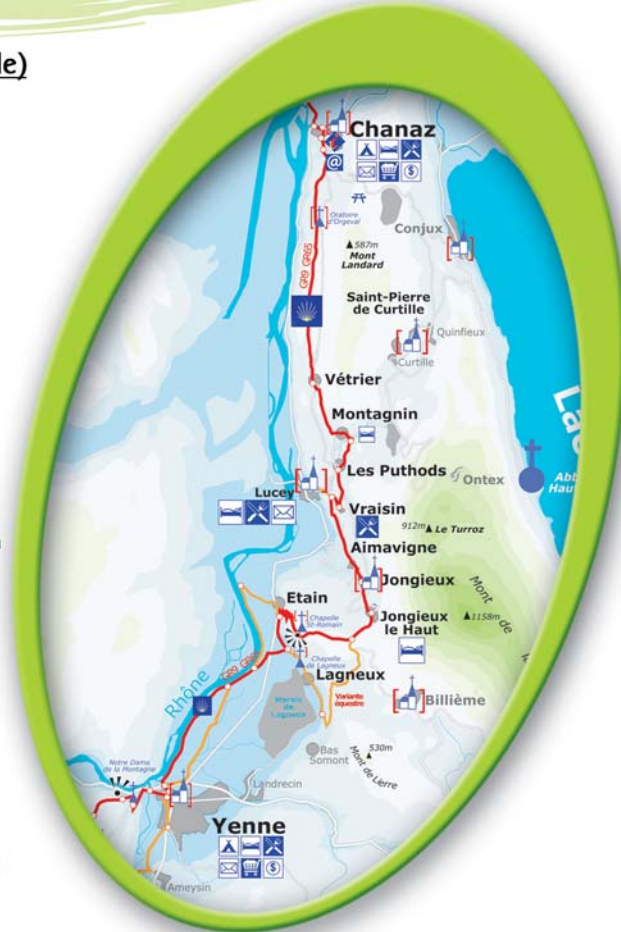 le)
Chanaz
@
$
Oratoire
d'Orgeval
Conjux
GR9 GR65
587m
Mont
Landard
Saint-Pierre
de Curtille
Quinfieux
Curtille
Vétrier
Montagnin
Les Puthods
Ontex
Lucey
Vraisin
912m
Le Turroz
Aimavigne
Jongieux
Etain
Chapelle
St-Romain
Jongieux
le Haut
Mont
de
1158m
Chapelle
de Lagneux
Lagneux
Rhône
Variante
équestre
Billième
Marais
de
Lagneux
Bas
Somont
530m
Mont de Lierre
Notre Dame
de la Montagne
Landrecin
Yenne
$
Ameysin